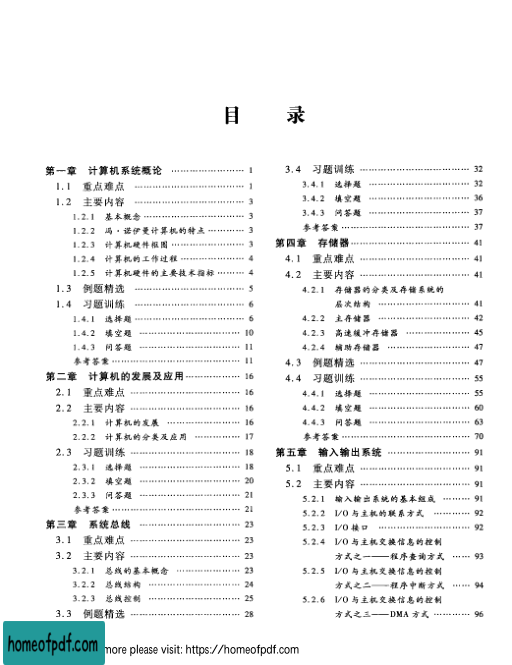 目 录
第一章 计算机系统概论 …………………… 1
1.1 重点难点 …………………… 1
1.2 主要内容 …………………… 3
1.2.1 基本概念 …………………… 3
1.2.2 冯·诺伊曼计算机的特点 ………… 3
1.2.3 计算机硬件框图 …………………… 3
1.2.4 计算机的工作过程 …………………… 4
1.2.5 计算机硬件的主要技术指标 ……… 4
1.3 例题精选 …………………… 5
1.4 习题训练 …………………… 6
1.4.1 选择题 …………………… 6
1.4.2 填空题 …………………… 10
1.4.3 问答题 …………………… 11
参考答案 …………………… 11
第二章 计算机的发展及应用 …………………… 16
2.1 重点难点 …………………… 16
2.2 主要内容 …………………… 16
2.2.1 计算机的发展 …………………… 16
2.2.2 计算机的分类及应用 …………… 17
2.3 习题训练 …………………… 18
2.3.1 选择题 …………………… 18
2.3.2 填空题 …………………… 20
2.3.3 问答题 …………………… 21
参考答案 …………………… 21
第三章 系统总线 …………………… 23
3.1 重点难点 …………………… 23
3.2 主要内容 …………………… 23
3.2.1 总线的基本概念 …………………… 23
3.2.2 总线结构 …………………… 24
3.2.3 总线控制 …………………… 25
3.3 例题精选 …………………… 28
3.4 习题训练 …………………… 32
3.4.1 选择题 …………………… 32
3.4.2 填空题 …………………… 36
3.4.3 问答题 …………………… 37
参考答案 …………………… 37
第四章 存储器 …………………… 41
4.1 重点难点 …………………… 41
4.2 主要内容 …………………… 41
4.2.1 存储器的分类及存储系统的
层次结构 …………………… 41
4.2.2 主存储器 …………………… 42
4.2.3 高速缓冲存储器 …………………… 45
4.2.4 辅助存储器 …………………… 47
4.3 例题精选 …………………… 47
4.4 习题训练 …………………… 55
4.4.1 选择题 …………………… 55
4.4.2 填空题 …………………… 60
4.4.3 问答题 …………………… 63
参考答案 …………………… 70
第五章 输入输出系统 …………………… 91
5.1 重点难点 …………………… 91
5.2 主要内容 …………………… 91
5.2.1 输入输出系统的基本组成 ……… 91
5.2.2 I/O 与主机的联系方式 ………… 92
5.2.3 I/O 接口 …………………… 92
5.2.4 I/O 与主机交换信息的控制
方式之一——程序查询方式 …… 93
5.2.5 I/O 与主机交换信息的控制
方式之二——程序中断方式 …… 94
5.2.6 I/O 与主机交换信息的控制
方式之三——DMA 方式 ………… 96
homeofpdf.com
more please visit: https://homeofpdf.com